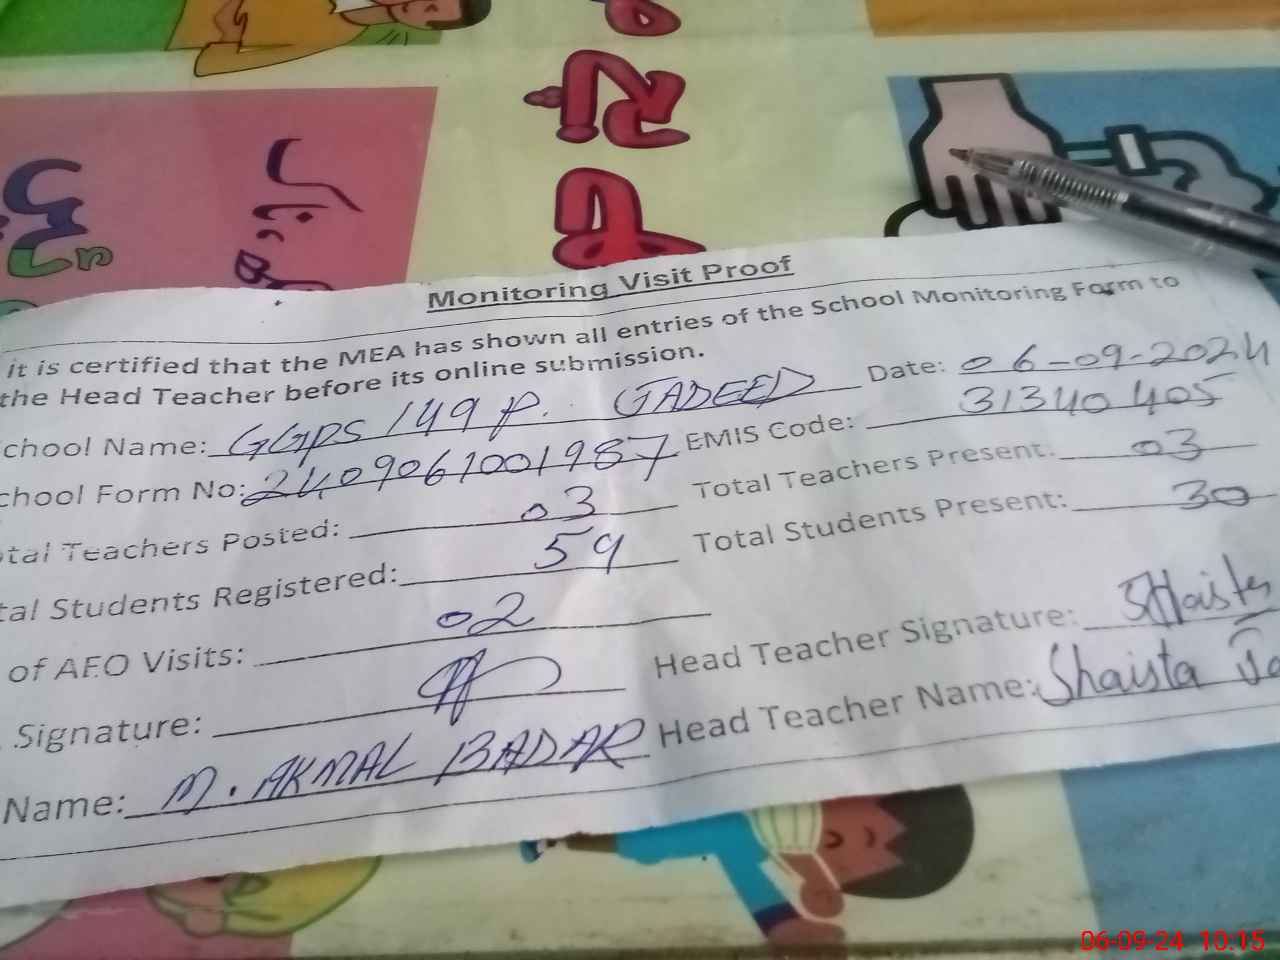 Monitoring Visit Proof
it is certified that the MEA has shown all entries of the School Monitoring Form to
the Head Teacher before its online submission.
chool Name: GGPS 149 P. JADEED Date: 06-09-2024
chool Form No: 2409061001987 EMIS Code: 31340405
tal Teachers Posted: 03 Total Teachers Present: 03
tal Students Registered: 59 Total Students Present: 30
of AEO Visits: 02
Signature: Head Teacher Signature: Shaista
Name: M. AKMAL BADAR Head Teacher Name: Shaista
06-09-24 10:15